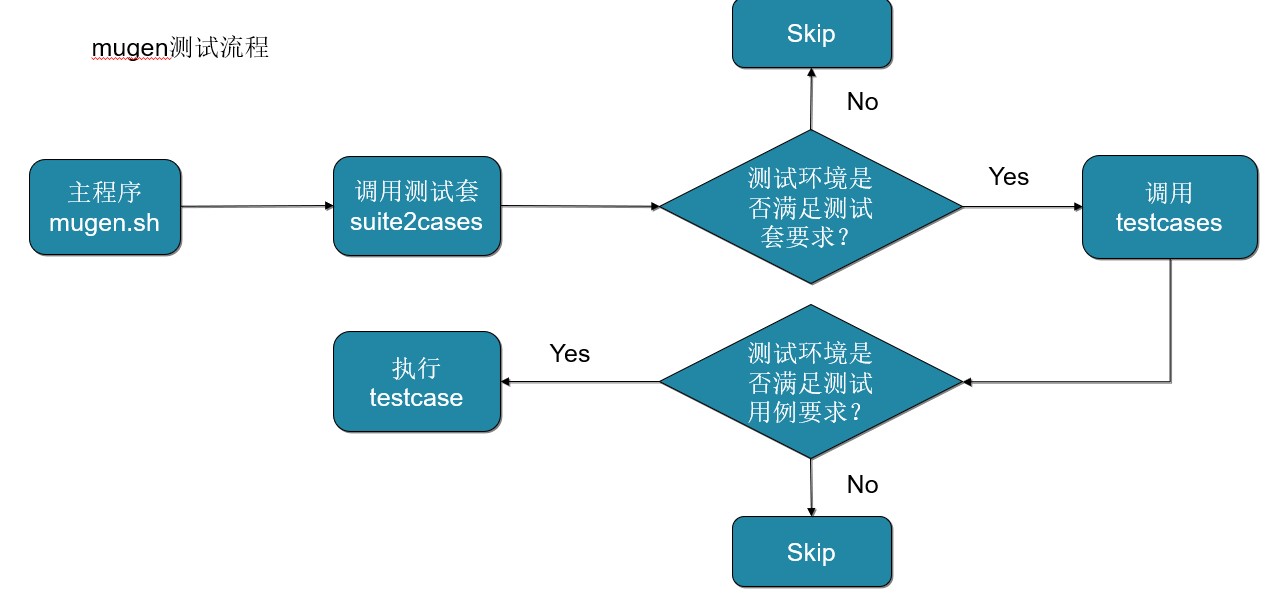 mugen测试流程
Skip
No
主程序
mugen.sh
调用测试套
suite2cases
测试环境是
否满足测试
套要求？
Yes
调用
testcases
测试环境是
否满足测试
用例要求？
Yes
执行
testcase
No
Skip